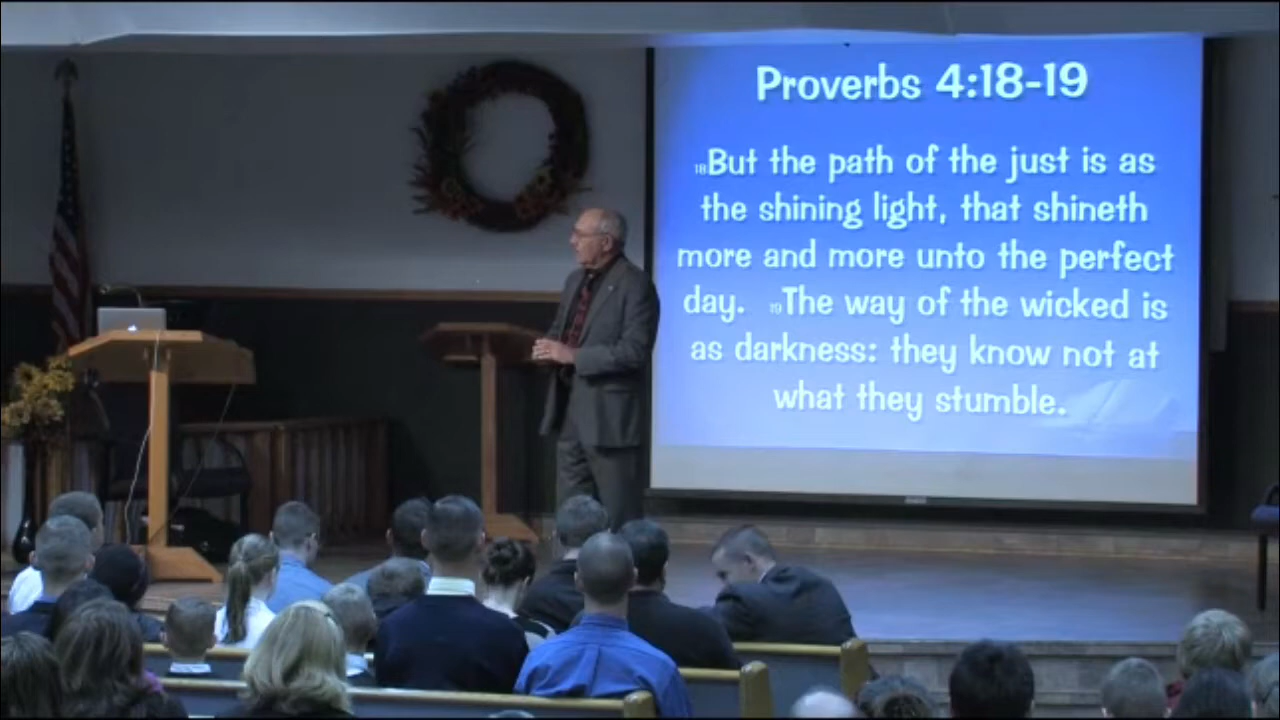 Proverbs 4:18-19
18But the path of the just is as
the shining light, that shineth
more and more unto the perfect
day. 19The way of the wicked is
as darkness: they know not at
what they stumble.